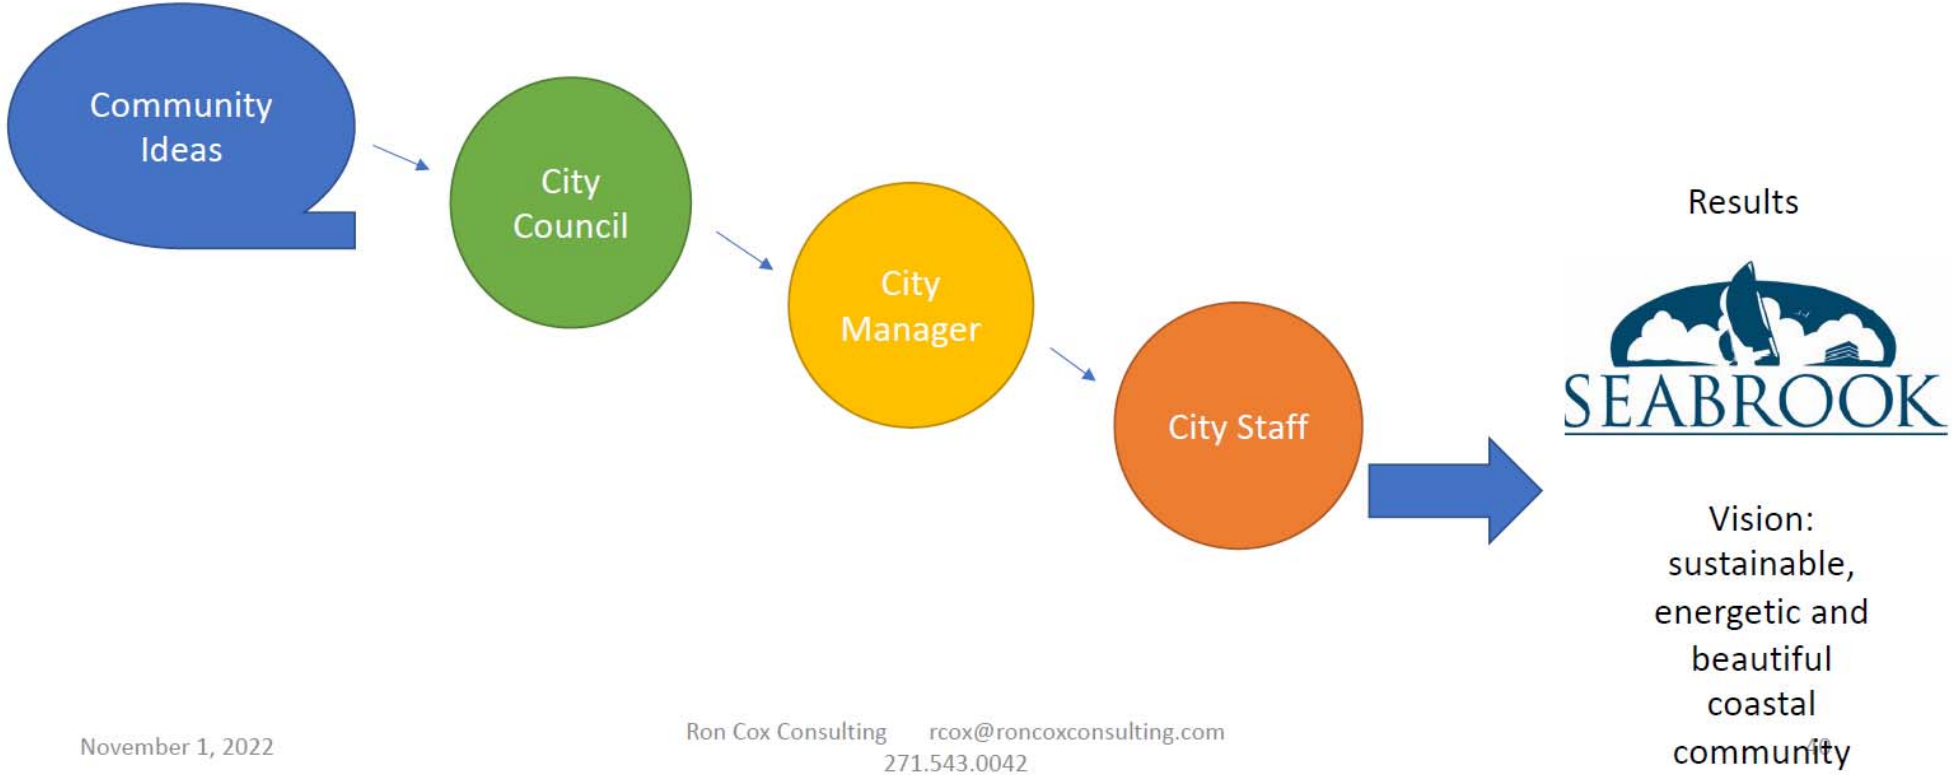 Community
Ideas
City
Council
City
Manager
City Staff
Results
SEABROOK
Vision:
sustainable,
energetic and
beautiful
coastal
community
November 1, 2022
Ron Cox Consulting rcox@roncoxconsulting.com
271.543.0042
40